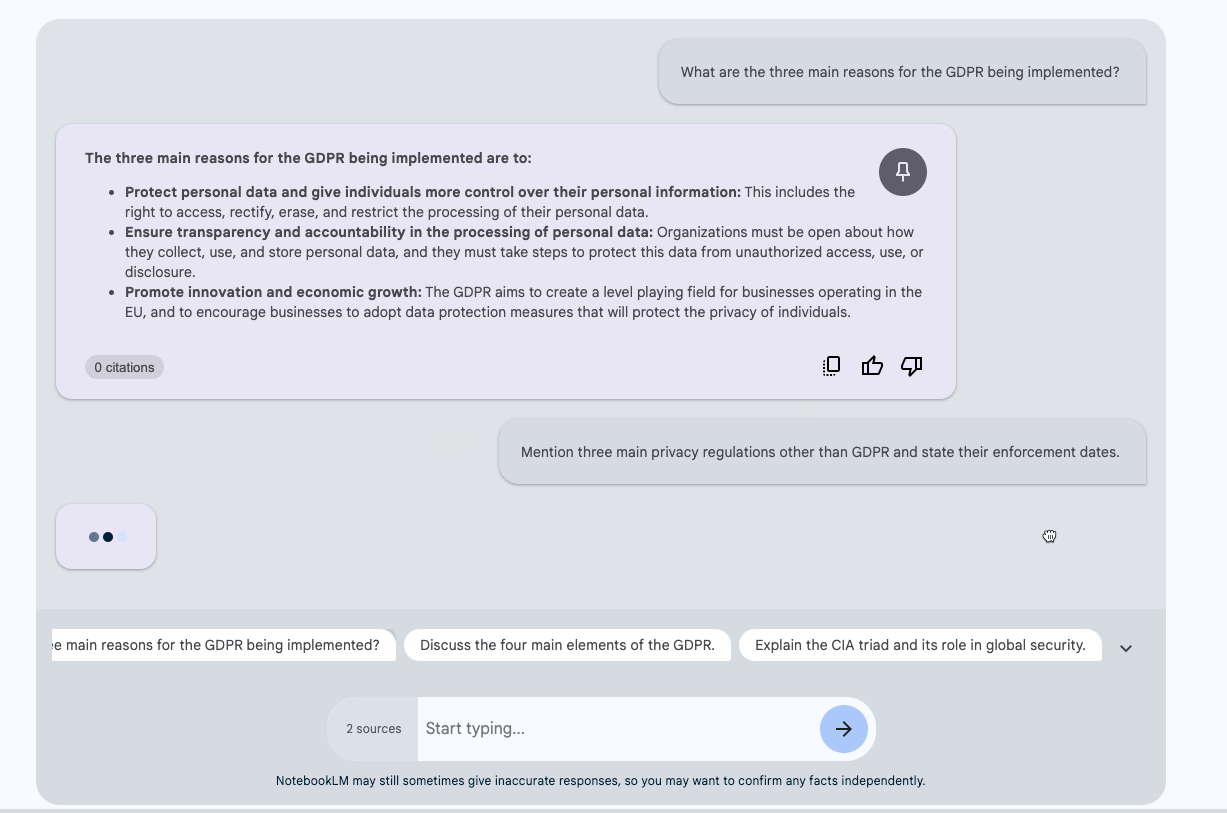 What are the three main reasons for the GDPR being implemented?
The three main reasons for the GDPR being implemented are to:
• Protect personal data and give individuals more control over their personal information: This includes the
right to access, rectify, erase, and restrict the processing of their personal data.
• Ensure transparency and accountability in the processing of personal data: Organizations must be open about how
they collect, use, and store personal data, and they must take steps to protect this data from unauthorized access, use, or
disclosure.
• Promote innovation and economic growth: The GDPR aims to create a level playing field for businesses operating in the
EU, and to encourage businesses to adopt data protection measures that will protect the privacy of individuals.
0 citations
Mention three main privacy regulations other than GDPR and state their enforcement dates.
main reasons for the GDPR being implemented?
Discuss the four main elements of the GDPR.
Explain the CIA triad and its role in global security.
2 sources
Start typing...
NotebookLM may still sometimes give inaccurate responses, so you may want to confirm any facts independently.